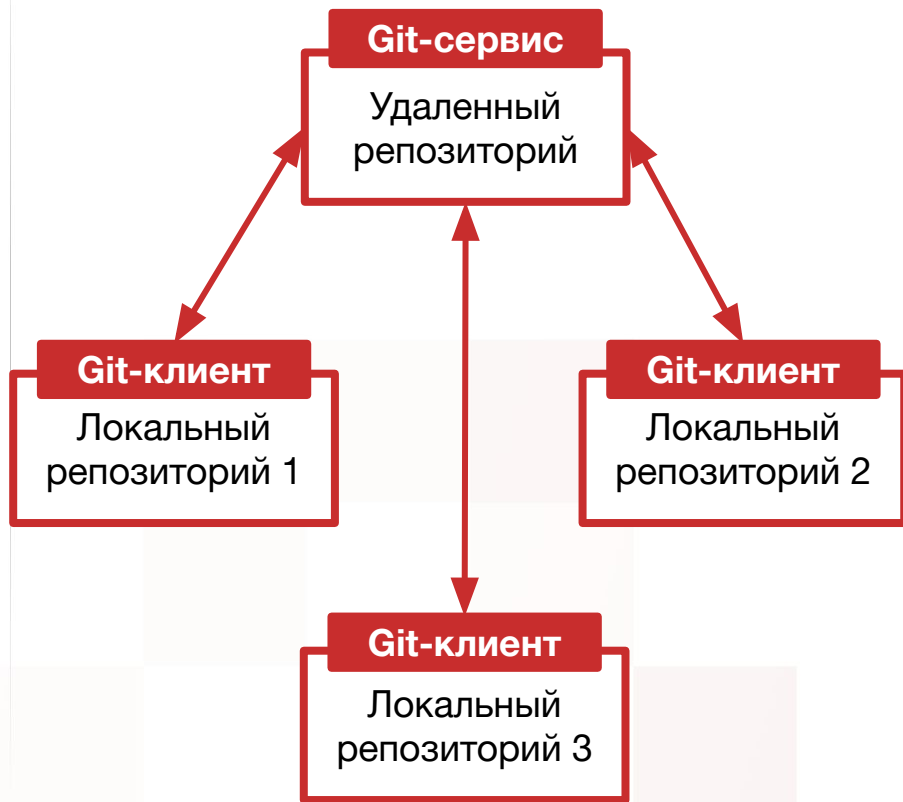 Git-сервис
Удаленный
репозиторий
Git-клиент
Локальный
репозиторий 1
Git-клиент
Локальный
репозиторий 2
Git-клиент
Локальный
репозиторий 3